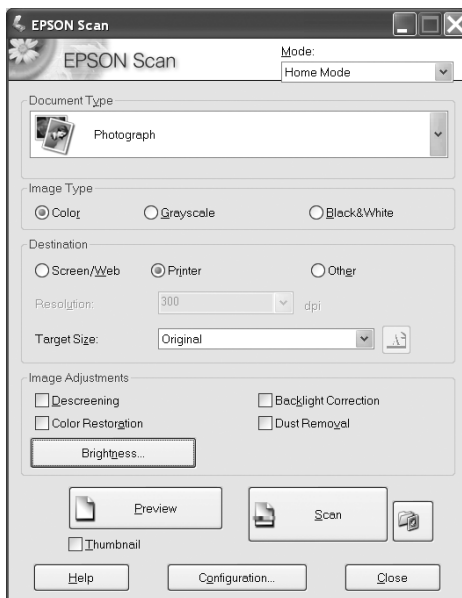 EPSON Scan
EPSON Scan
Mode:
Home Mode
Document Type
Photograph
Image Type
Color Grayscale Black&White
Destination
Screen/Web Printer Other
Resolution: 300 dpi
Target Size: Original
Image Adjustments
Descreening Backlight Correction
Color Restoration Dust Removal
Brightness...
Preview Scan
Thumbnail
Help Configuration... Close